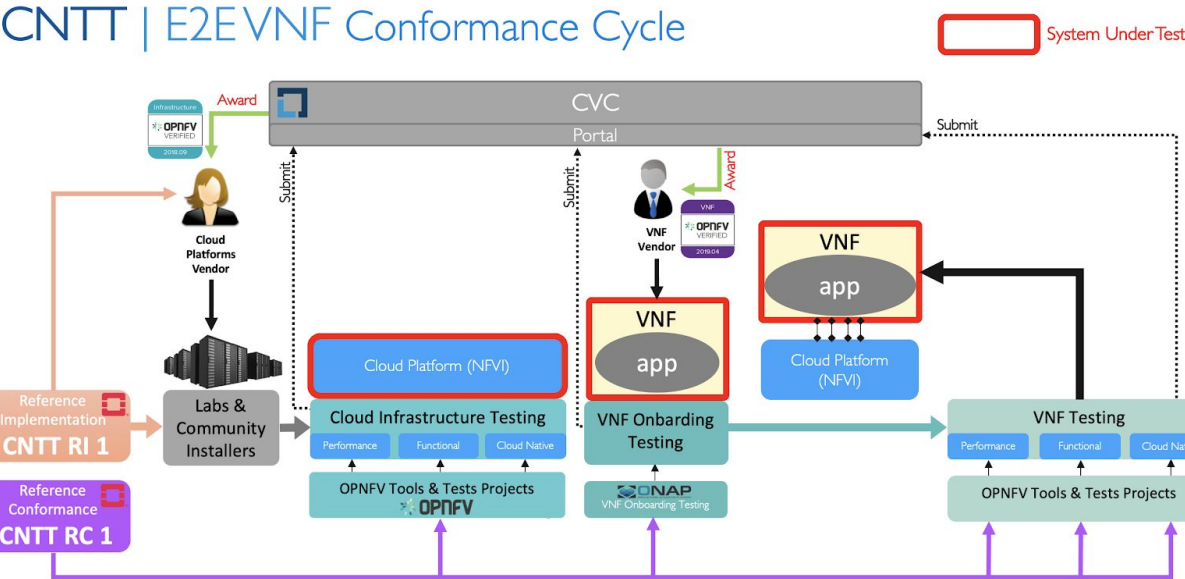 CNTT | E2E VNF Conformance Cycle
System Under Test
CVC
Portal
Award
Infrastructure
OPNFV
VERIFIED
2019.09
Submit
Submit
Submit
Award
VNF
OPNFV
VERIFIED
2019.04
Cloud
Platforms
Vendor
VNF
Vendor
VNF
app
VNF
app
Cloud Platform (NFVI)
Cloud Platform
(NFVI)
Reference
Implementation
CNTT RI 1
Labs &
Community
Installers
Cloud Infrastructure Testing
Performance
Functional
Cloud Native
VNF Onbarding
Testing
VNF Testing
Performance
Functional
Cloud Nat
OPNFV Tools & Tests Projects
OPNFV
ONAP
VNF Onboarding Testing
OPNFV Tools & Tests Projects
Reference
Conformance
CNTT RC 1